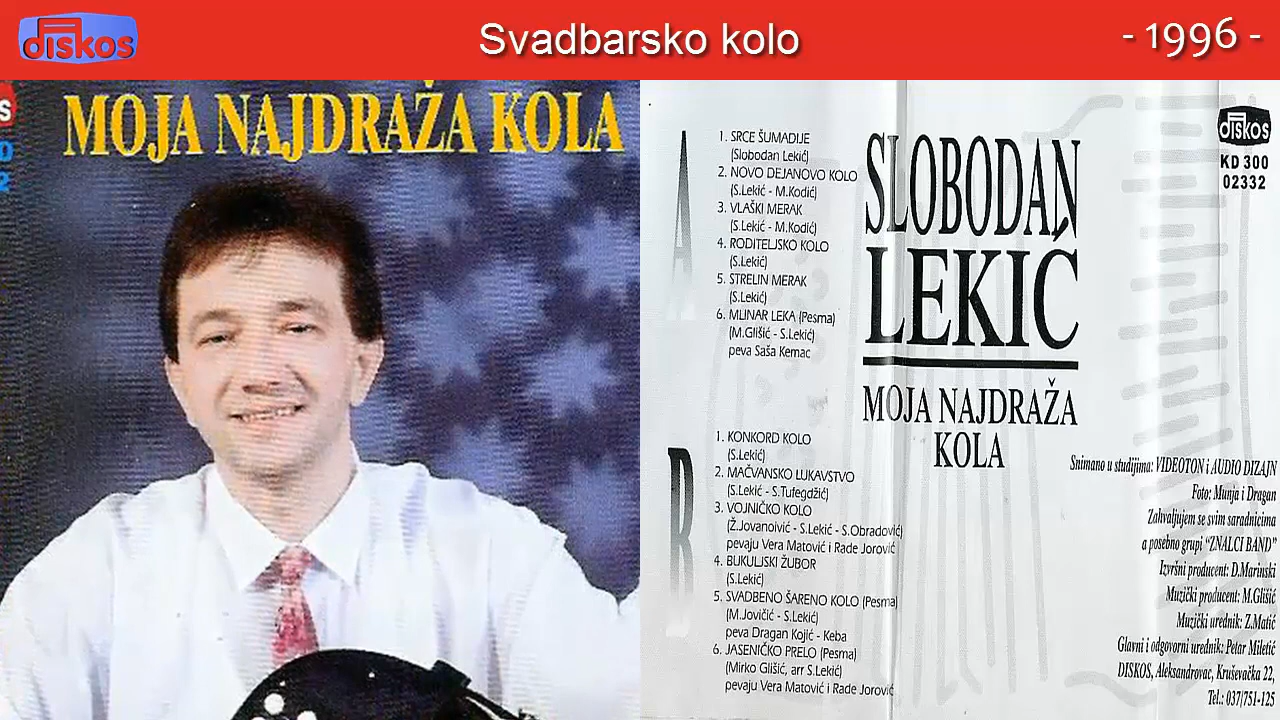 diskos
Svadbarsko kolo
- 1996 -
MOJA NAJDRAŽA KOLA
S
0
2
A
1. SRCE ŠUMADIJE
(Slobodan Lekić)
2. NOVO DEJANOVO KOLO
(S.Lekić - M.Kodić)
3. VLAŠKI MERAK
(S.Lekić - M.Kodić)
4. RODITELJSKO KOLO
(S.Lekić)
5. STRELIN MERAK
(S.Lekić)
6. MLINAR LEKA (Pesma)
(M.Glišić - S.Lekić)
peva Saša Kemac
B
1. KONKORD KOLO
(S.Lekić)
2. MAČVANSKO LUKAVSTVO
(S.Lekić - S.Tufegdžić)
3. VOJNIČKO KOLO
(Ž.Jovanoivić - S.Lekić - S.Obradović)
pevaju Vera Matović i Rade Jorović
4. BUKULJSKI ŽUBOR
(S.Lekić)
5. SVADBENO ŠARENO KOLO (Pesma)
(M.Jovičić - S.Lekić)
peva Dragan Kojić - Keba
6. JASENIČKO PRELO (Pesma)
(Mirko Glišić, arr S.Lekić)
pevaju Vera Matović i Rade Jorović
SLOBODAN
LEKIĆ
MOJA NAJDRAŽA
KOLA
diskos
KD 300
02332
Snimano u studijima: VIDEOTON i AUDIO DIZAJN
Foto: Munja i Dragan
Zahvaljujem se svim saradnicima
a posebno grupi "ZNALCI BAND"
Izvršni producent: D.Marinski
Muzički producent: M.Glišić
Muzički urednik: Z.Matić
Glavni i odgovorni urednik: Petar Miletić
DISKOS, Aleksandrovac, Kruševačka 22,
Tel.: 037/751-125